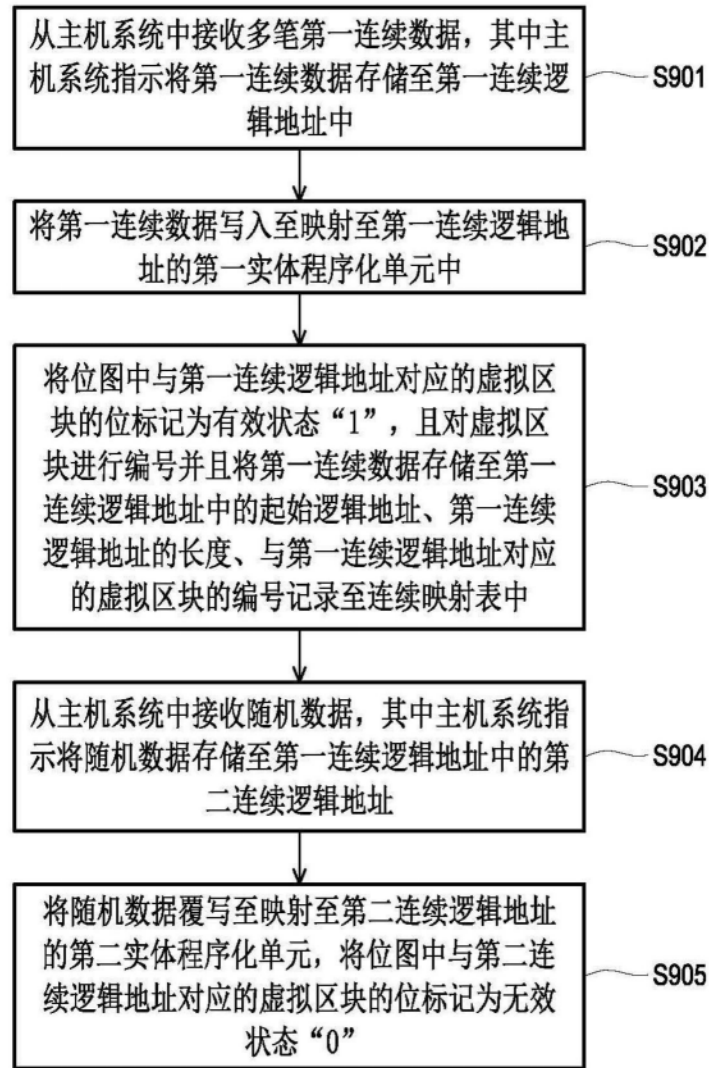 从主机系统中接收多笔第一连续数据，其中主
机系统指示将第一连续数据存储至第一连续逻
辑地址中
S901
将第一连续数据写入至映射至第一连续逻辑地
址的第一实体程序化单元中
S902
将位图中与第一连续逻辑地址对应的虚拟区
块的位标记为有效状态“1”，且对虚拟区
块进行编号并且将第一连续数据存储至第一
连续逻辑地址中的起始逻辑地址、第一连续
逻辑地址的长度、与第一连续逻辑地址对应
的虚拟区块的编号记录至连续映射表中
S903
从主机系统中接收随机数据，其中主机系统指
示将随机数据存储至第一连续逻辑地址中的第
二连续逻辑地址
S904
将随机数据覆写至映射至第二连续逻辑地址
的第二实体程序化单元，将位图中与第二连
续逻辑地址对应的虚拟区块的位标记为无效
状态“0”
S905